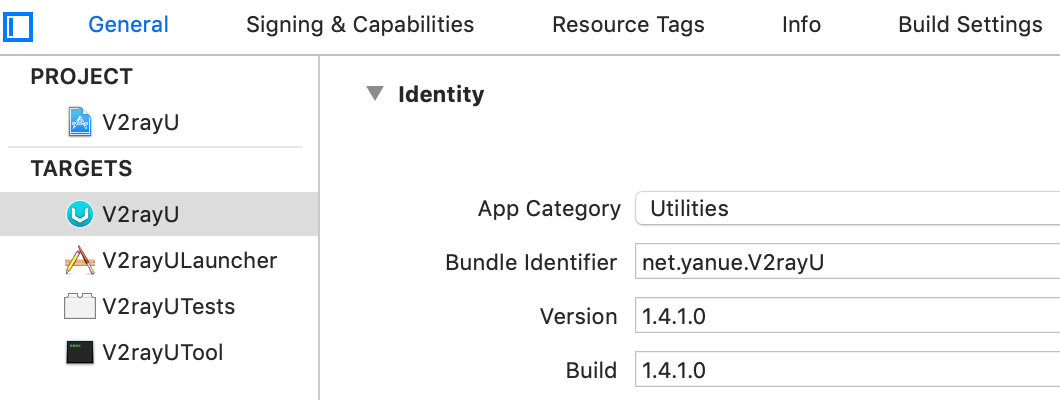 General Signing & Capabilities Resource Tags Info Build Settings
PROJECT
V2rayU
TARGETS
V2rayU
V2rayULauncher
V2rayUTests
V2rayUTool
Identity
App Category Utilities
Bundle Identifier net.yanue.V2rayU
Version 1.4.1.0
Build 1.4.1.0